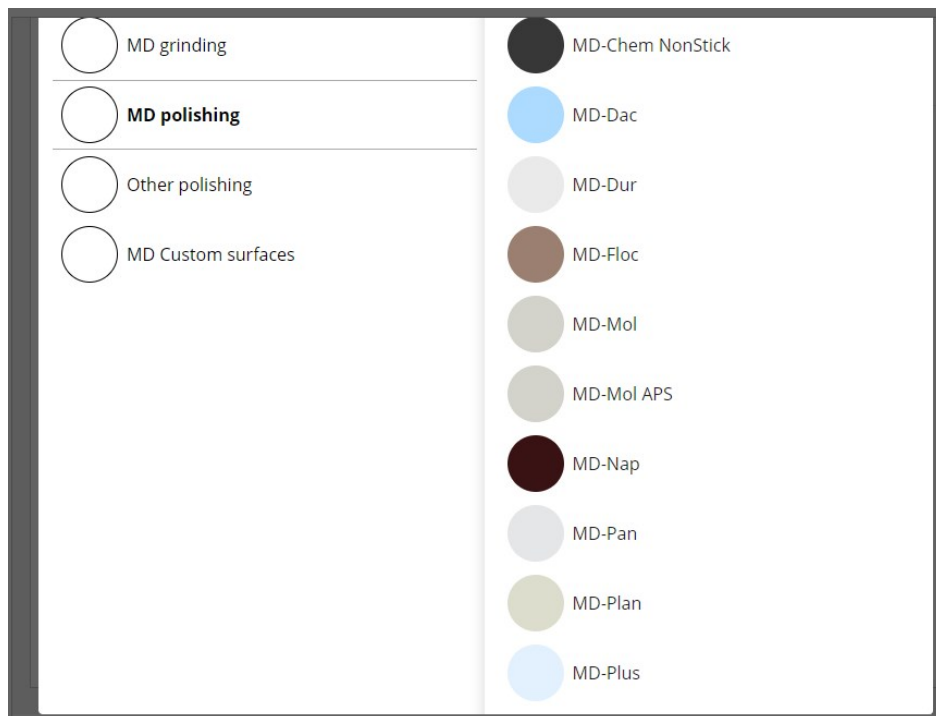 MD grinding
MD polishing
Other polishing
MD Custom surfaces
MD-Chem NonStick
MD-Dac
MD-Dur
MD-Floc
MD-Mol
MD-Mol APS
MD-Nap
MD-Pan
MD-Plan
MD-Plus